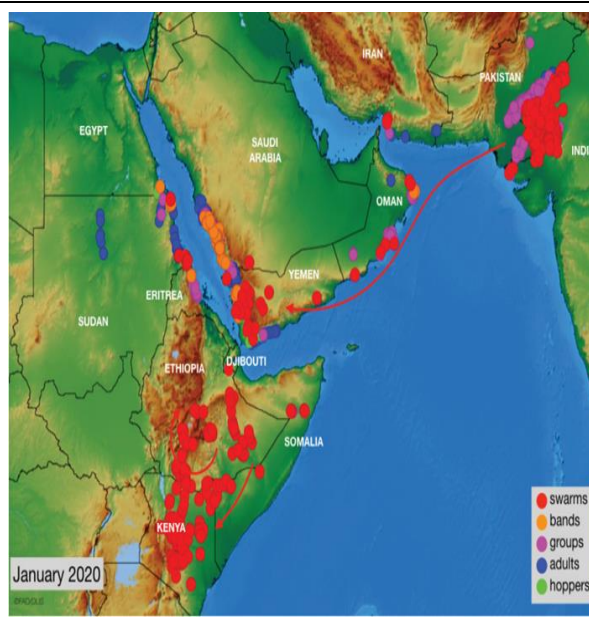 IRAN
PAKISTAN
EGYPT
SAUDI
ARABIA
INDI
OMAN
YEMEN
ERITREA
SUDAN
DJIBOUTI
ETHIOPIA
SOMALIA
KENYA
swarms
bands
groups
adults
hoppers
January 2020